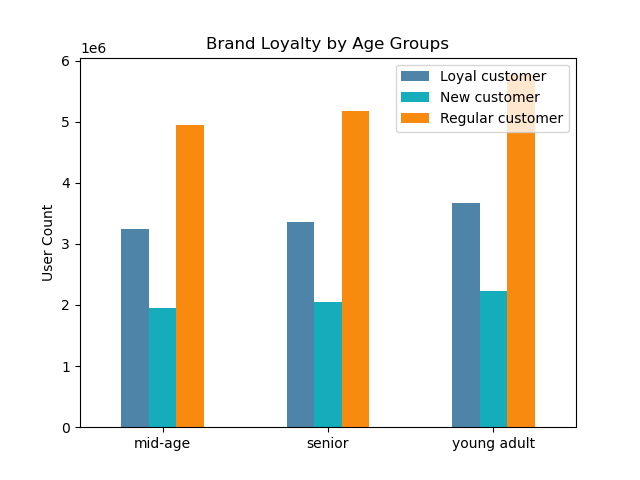 Brand Loyalty by Age Groups
1e6
Loyal customer
New customer
Regular customer
6
5
4
3
2
1
0
User Count
mid-age
senior
young adult